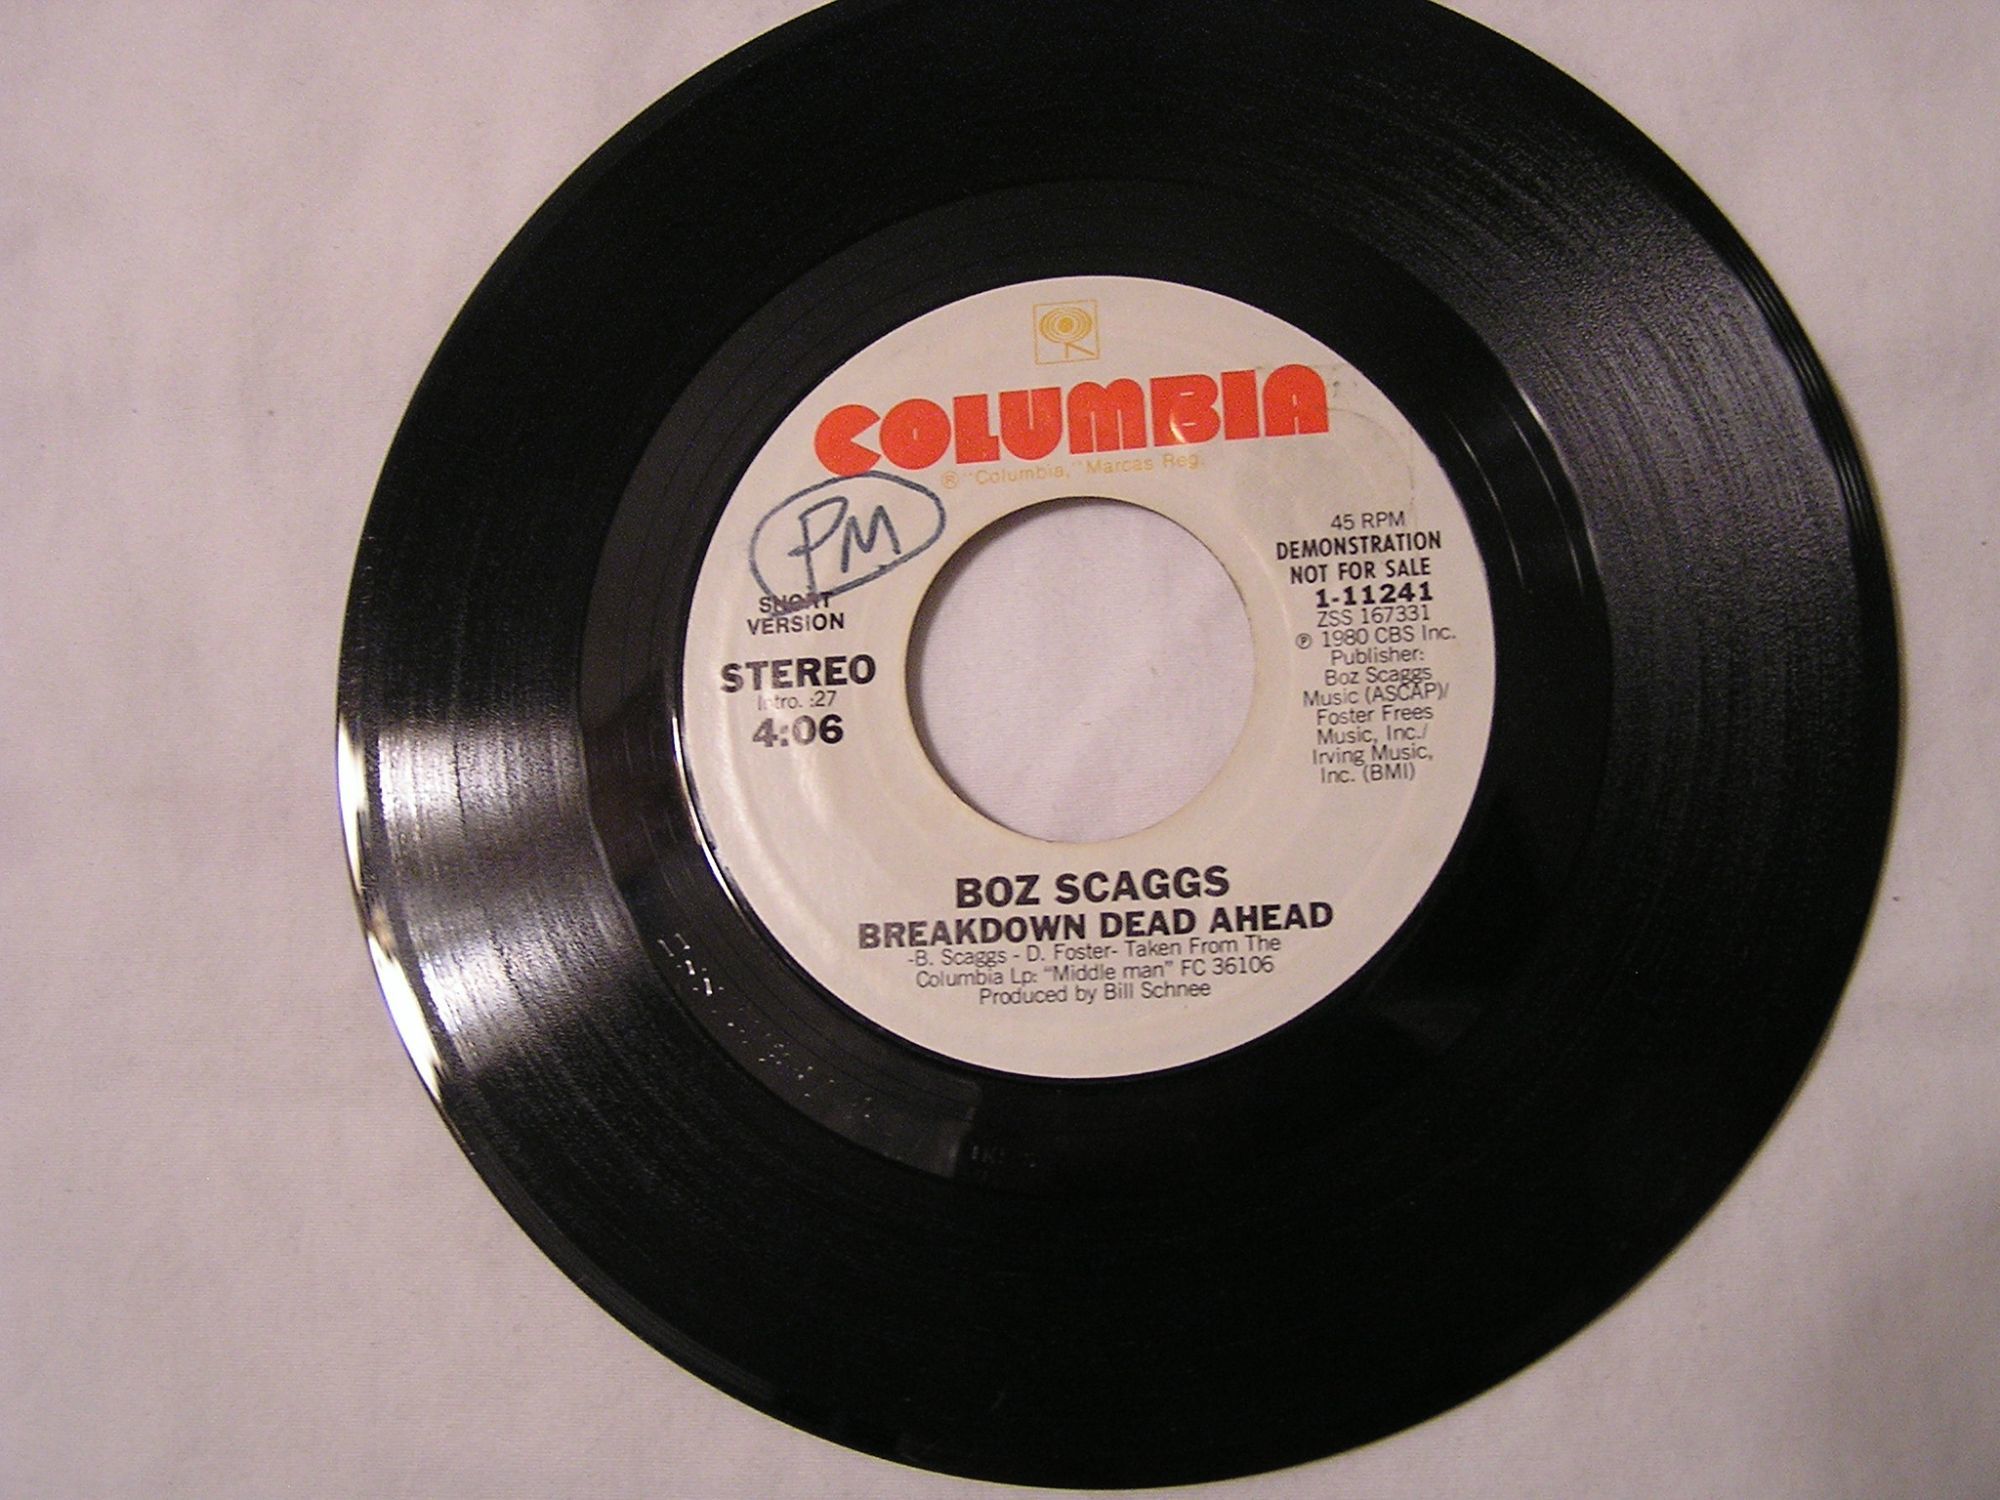 COLUMBIA
® "Columbia," Marcas Reg.
PM
SHORT
VERSION
STEREO
Intro. :27
4:06
45 RPM
DEMONSTRATION
NOT FOR SALE
1-11241
ZSS 167331
℗ 1980 CBS Inc.
Publisher:
Boz Scaggs
Music (ASCAP)/
Foster Frees
Music, Inc./
Irving Music,
Inc. (BMI)
BOZ SCAGGS
BREAKDOWN DEAD AHEAD
-B. Scaggs - D. Foster- Taken From The
Columbia Lp: "Middle man" FC 36106
Produced by Bill Schnee